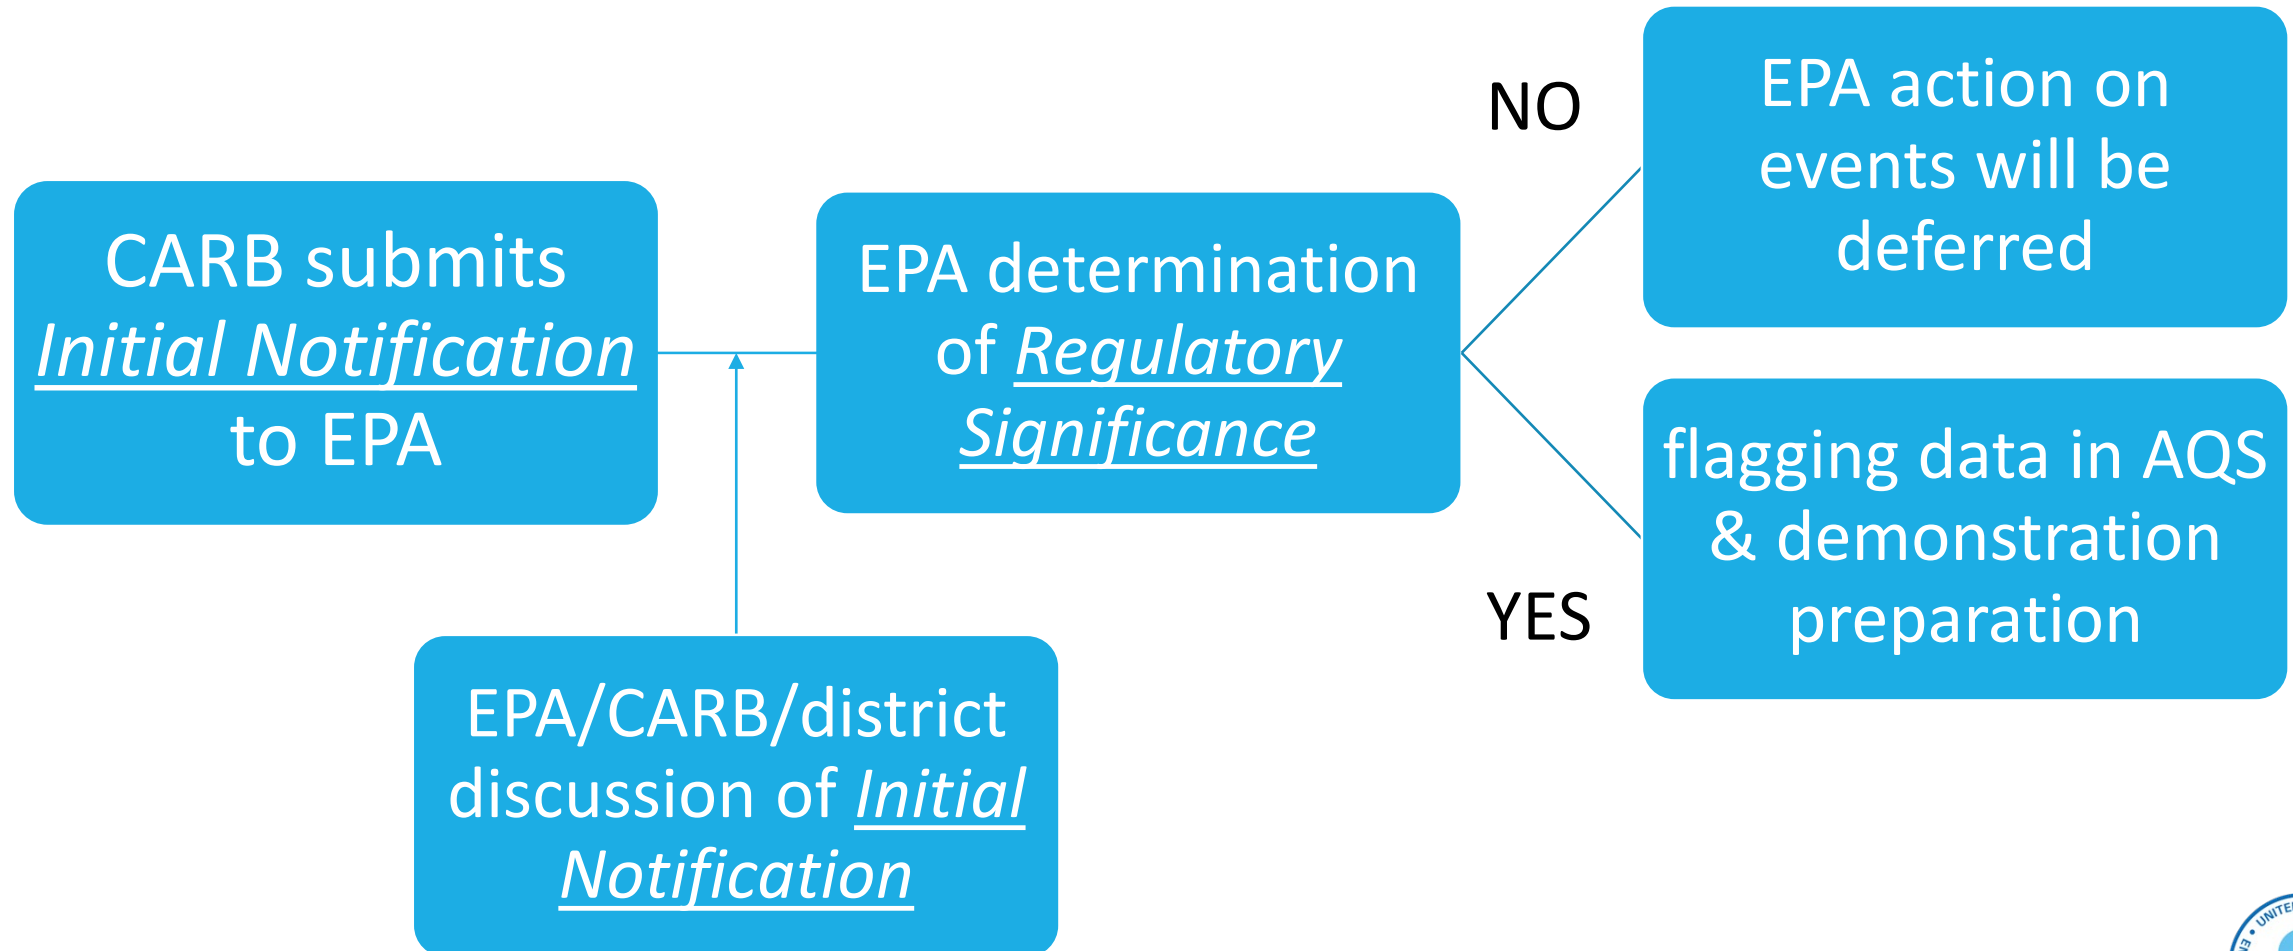 CARB submits
Initial Notification
to EPA
EPA/CARB/district
discussion of Initial
Notification
EPA determination
of Regulatory
Significance
NO
EPA action on
events will be
deferred
YES
flagging data in AQS
& demonstration
preparation